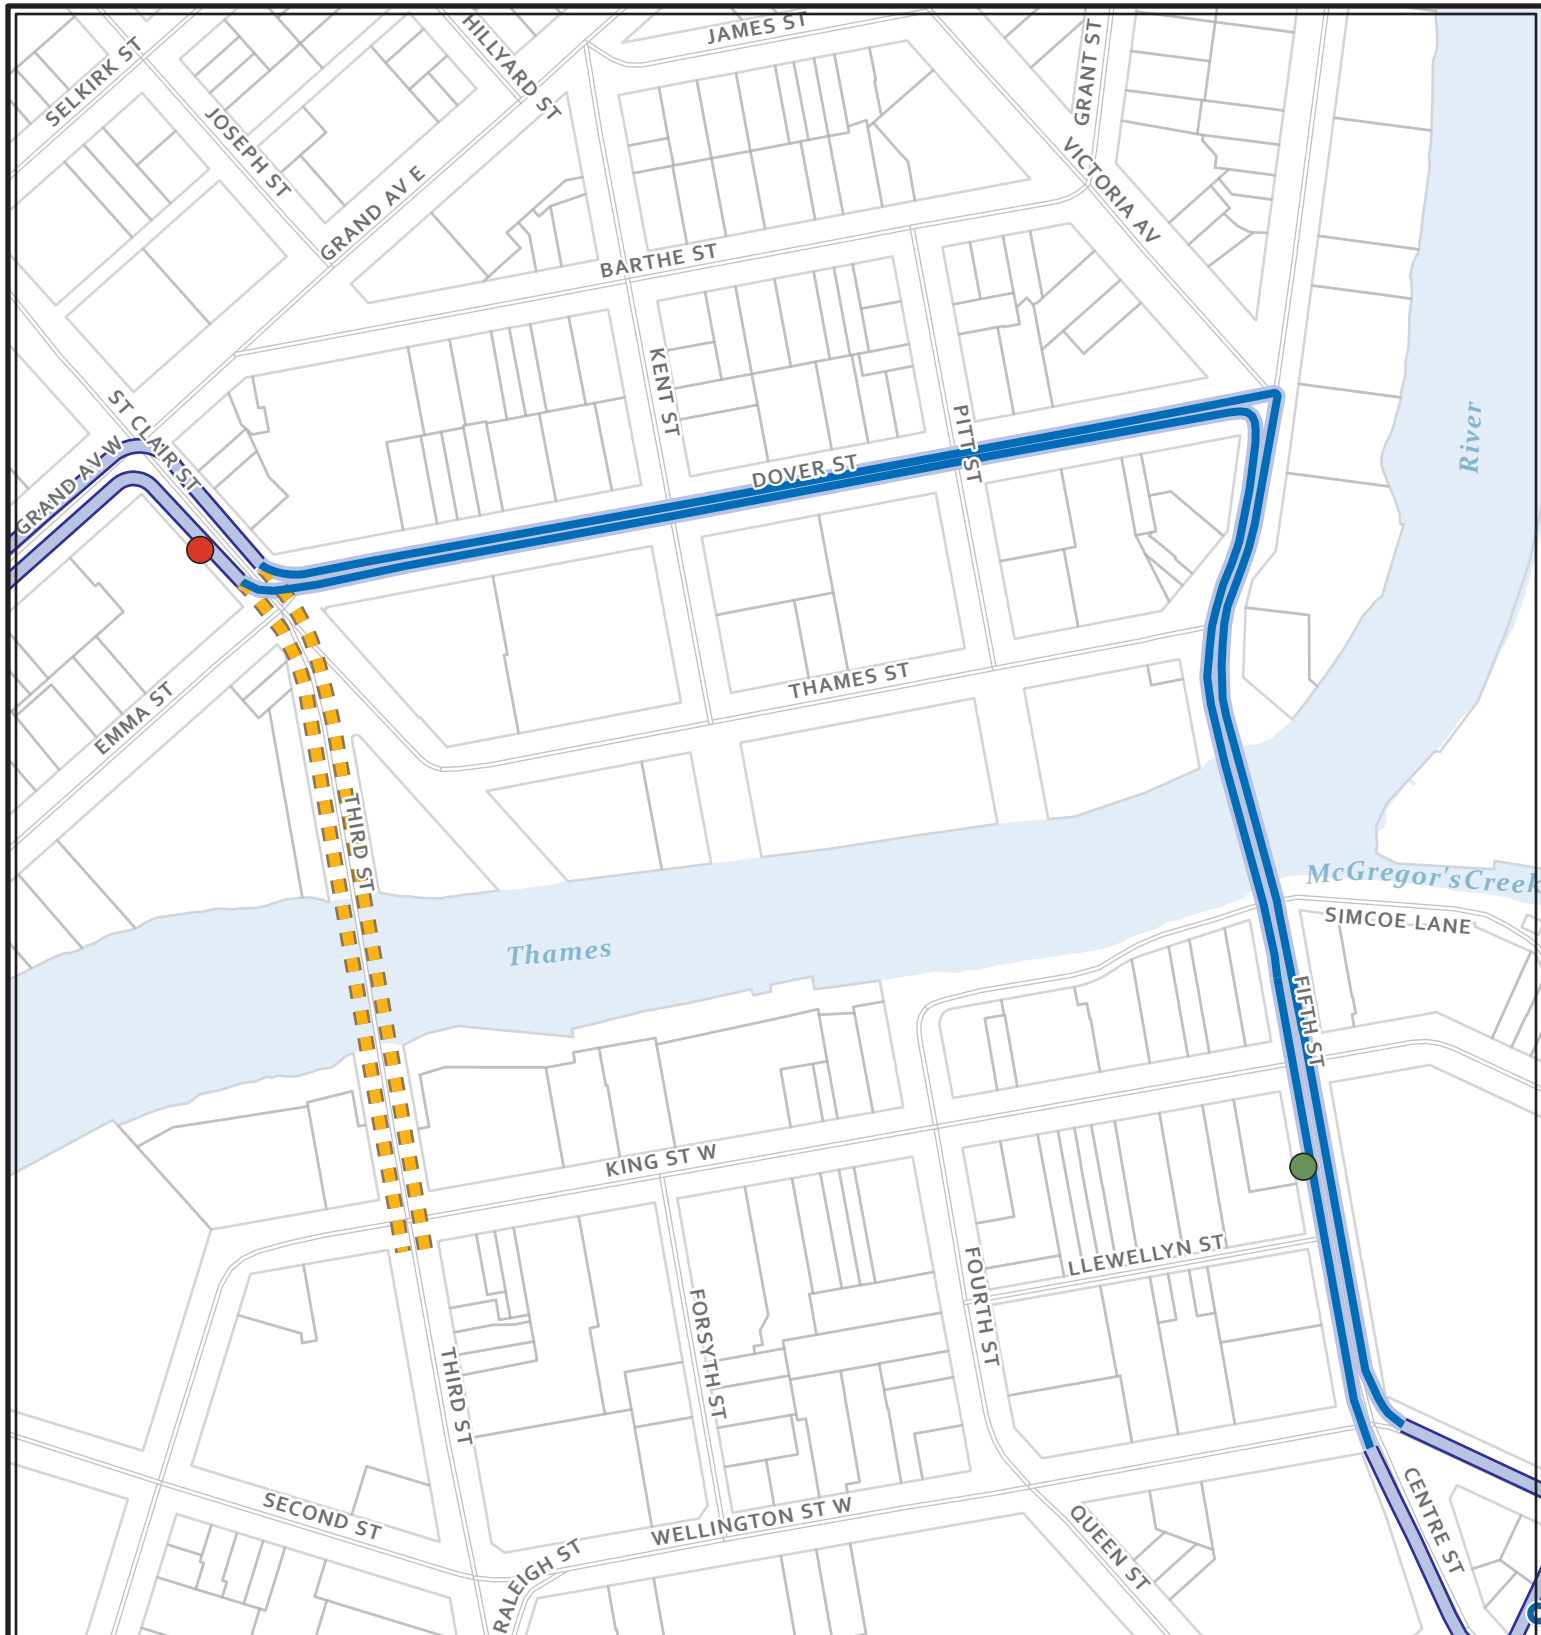 JAMES ST
HILLYARD ST
GRANT ST
SELKIRK ST
JOSEPH ST
VICTORIA AV
GRAND AV E
BARTHE ST
KENT ST
ST CLAIR ST
PITT ST
River
GRAND AV W
DOVER ST
THAMES ST
EMMA ST
THIRD ST
McGregor's Creek
SIMCOE LANE
Thames
FIFTH ST
KING ST W
LLEWELLYN ST
FOURTH ST
FORSYTH ST
THIRD ST
SECOND ST
WELLINGTON ST W
CENTRE ST
QUEEN ST
RALEIGH ST